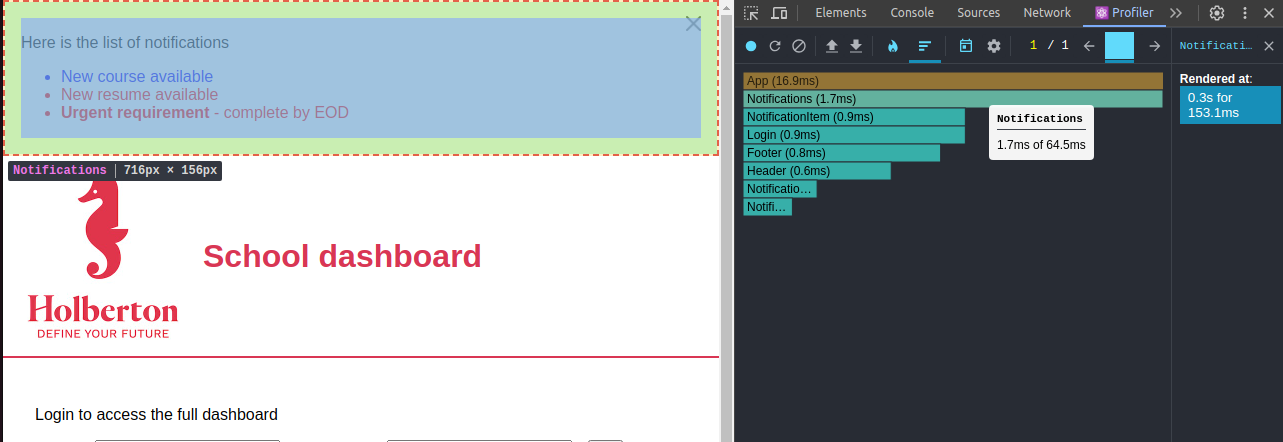 Here is the list of notifications
New course available
New resume available
Urgent requirement - complete by EOD
Notifications | 716px × 156px
School dashboard
Holberton
DEFINE YOUR FUTURE
Login to access the full dashboard
Elements Console Sources Network Profiler
1 / 1
App (16.9ms)
Notifications (1.7ms)
NotificationItem (0.9ms)
Login (0.9ms)
Footer (0.8ms)
Header (0.6ms)
Notificatio…
Notifi…
Notifications
1.7ms of 64.5ms
Notificati…
Rendered at:
0.3s for
153.1ms